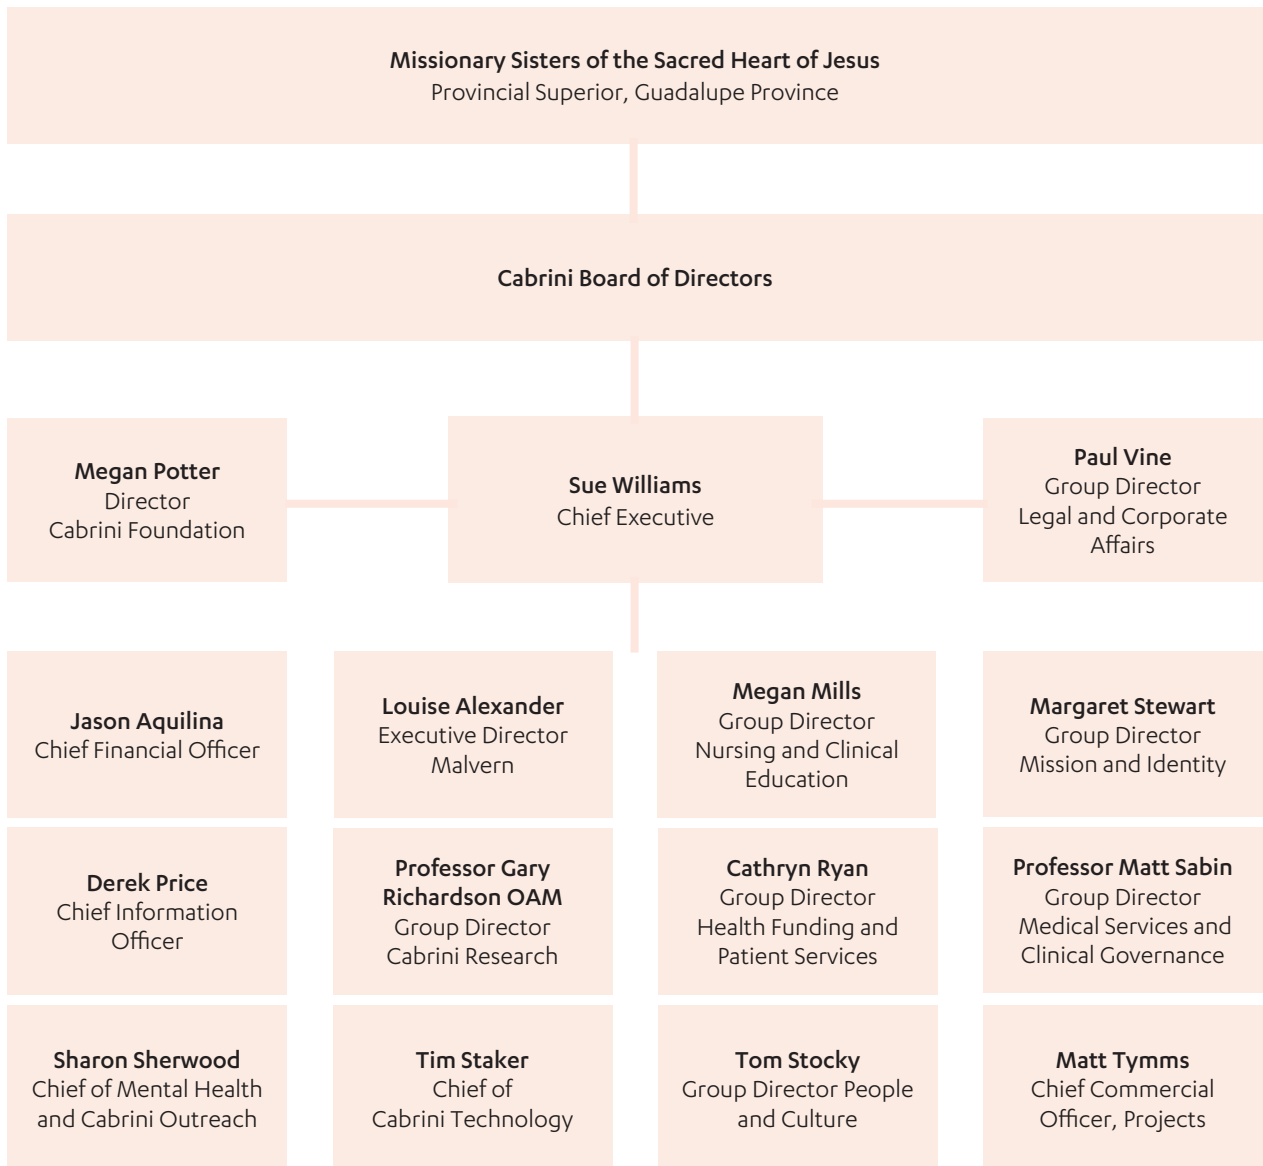 Missionary Sisters of the Sacred Heart of Jesus
Provincial Superior, Guadalupe Province
Cabrini Board of Directors
Megan Potter
Director
Cabrini Foundation
Sue Williams
Chief Executive
Paul Vine
Group Director
Legal and Corporate
Affairs
Jason Aquilina
Chief Financial Officer
Louise Alexander
Executive Director
Malvern
Megan Mills
Group Director
Nursing and Clinical
Education
Margaret Stewart
Group Director
Mission and Identity
Derek Price
Chief Information
Officer
Professor Gary
Richardson OAM
Group Director
Cabrini Research
Cathryn Ryan
Group Director
Health Funding and
Patient Services
Professor Matt Sabin
Group Director
Medical Services and
Clinical Governance
Sharon Sherwood
Chief of Mental Health
and Cabrini Outreach
Tim Staker
Chief of
Cabrini Technology
Tom Stocky
Group Director People
and Culture
Matt Tymms
Chief Commercial
Officer, Projects